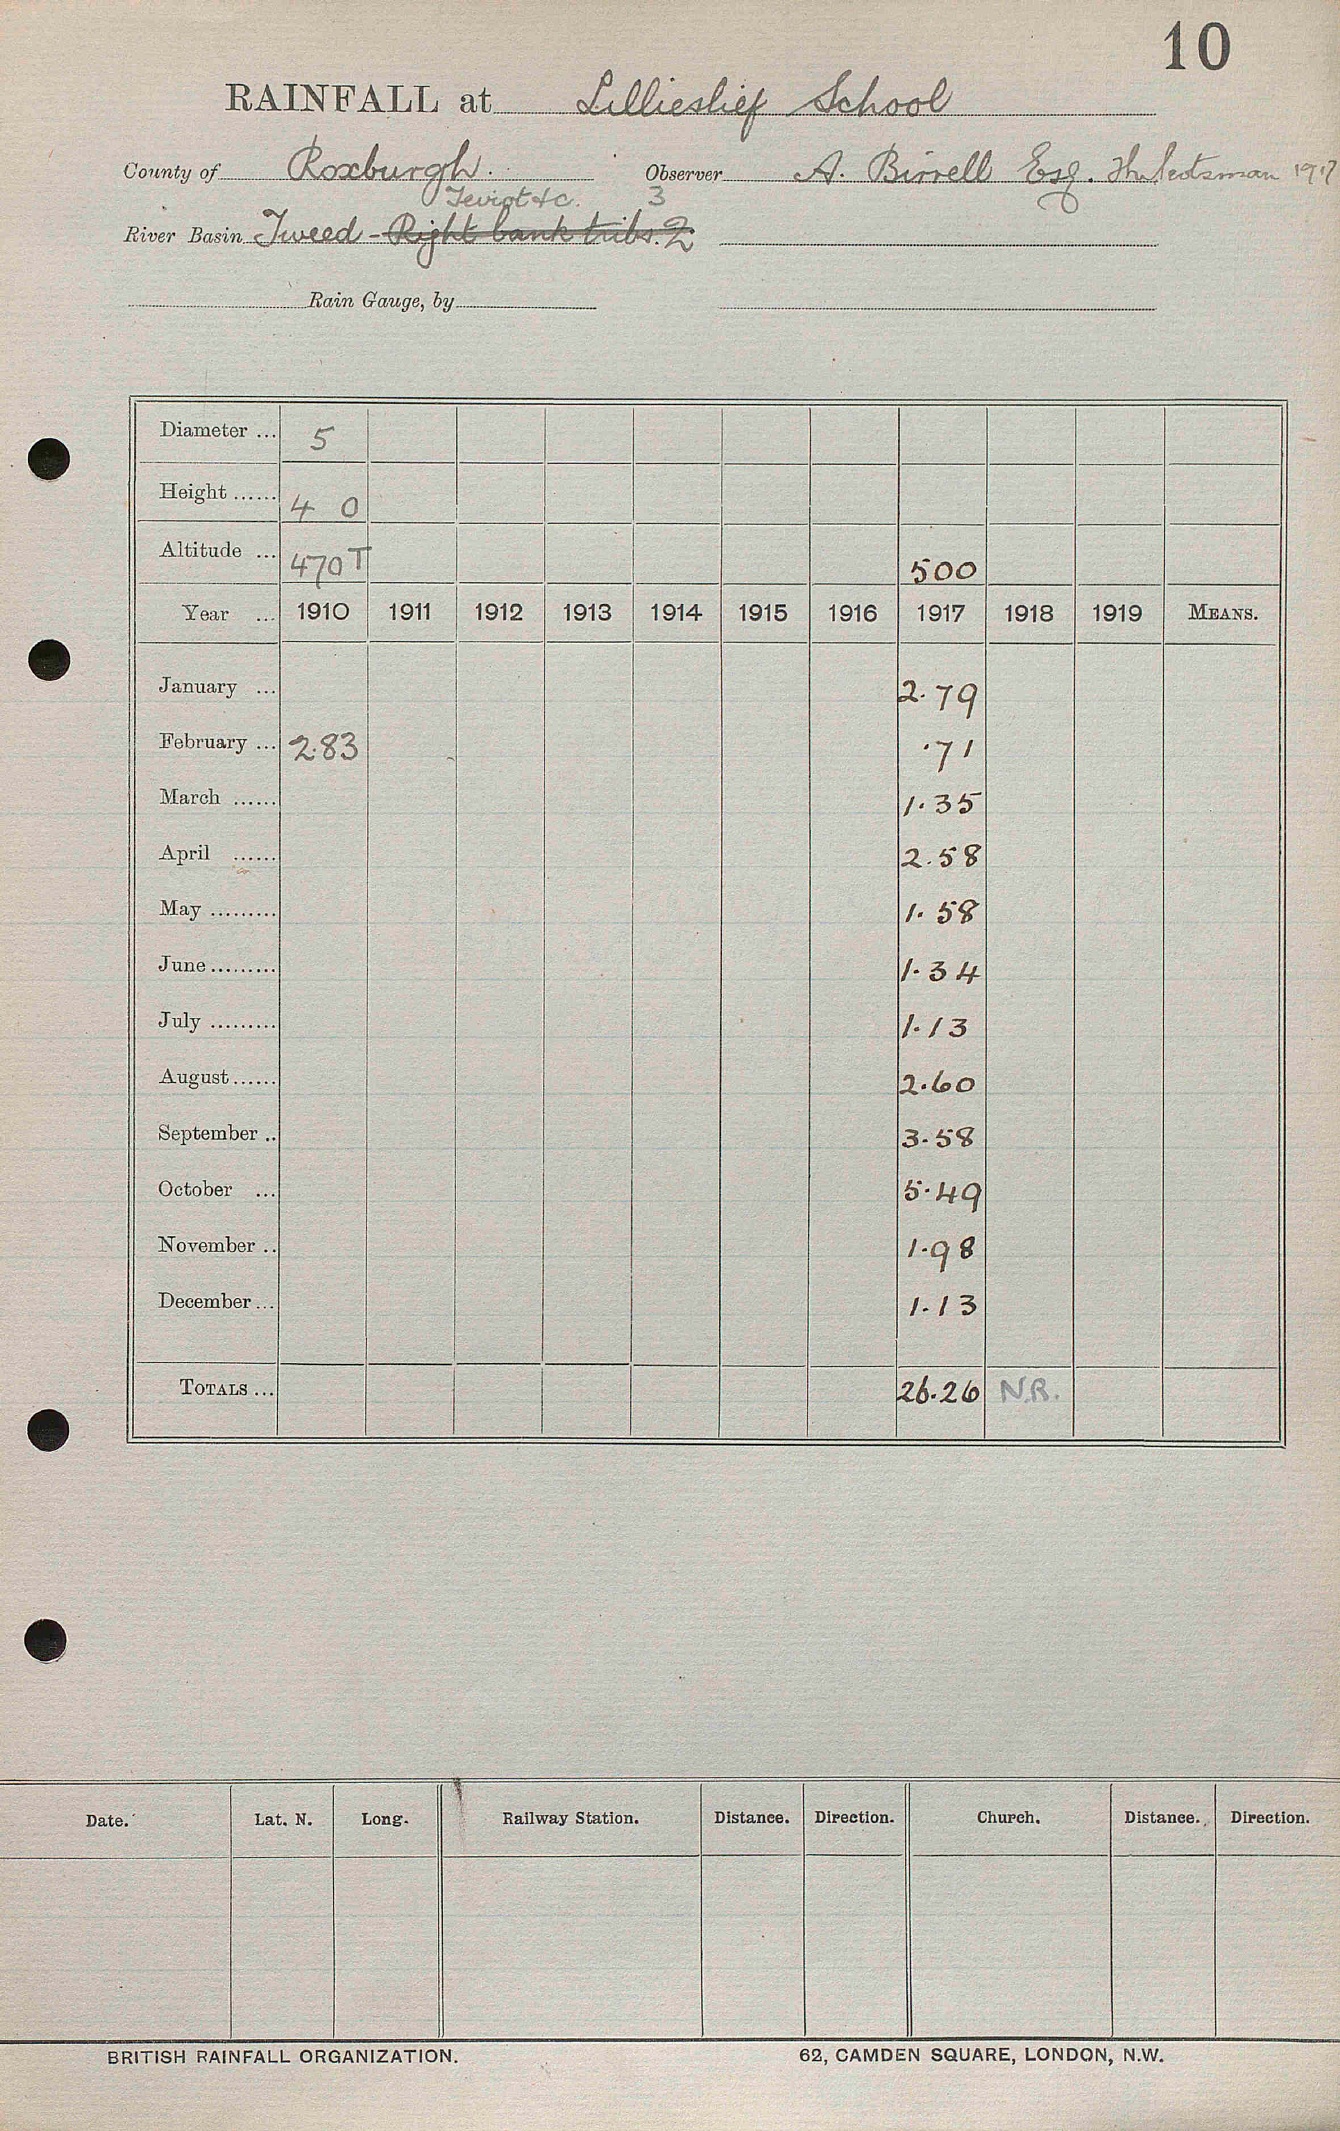 10
RAINFALL at Lillieslief School
County of Roxburgh. Observer A. Birrell Esq. The Scotsman 1917
Teviot &c. 3
River Basin Tweed - Right bank tribs. 2
Rain Gauge, by
Diameter ... 5
Height ...... 4 0
Altitude ... 470T 500
Year ... 1910 1911 1912 1913 1914 1915 1916 1917 1918 1919 MEANS.
January ... 2.79
February ... 2.83 .71
March ...... 1.35
April ...... 2.58
May ......... 1.58
June ......... 1.34
July ......... 1.13
August ...... 2.60
September .. 3.58
October ... 5.49
November .. 1.98
December ... 1.13
TOTALS ... 26.26 N.R.
Date. Lat. N. Long. Railway Station. Distance. Direction. Church. Distance. Direction.
BRITISH RAINFALL ORGANIZATION. 62, CAMDEN SQUARE, LONDON, N.W.